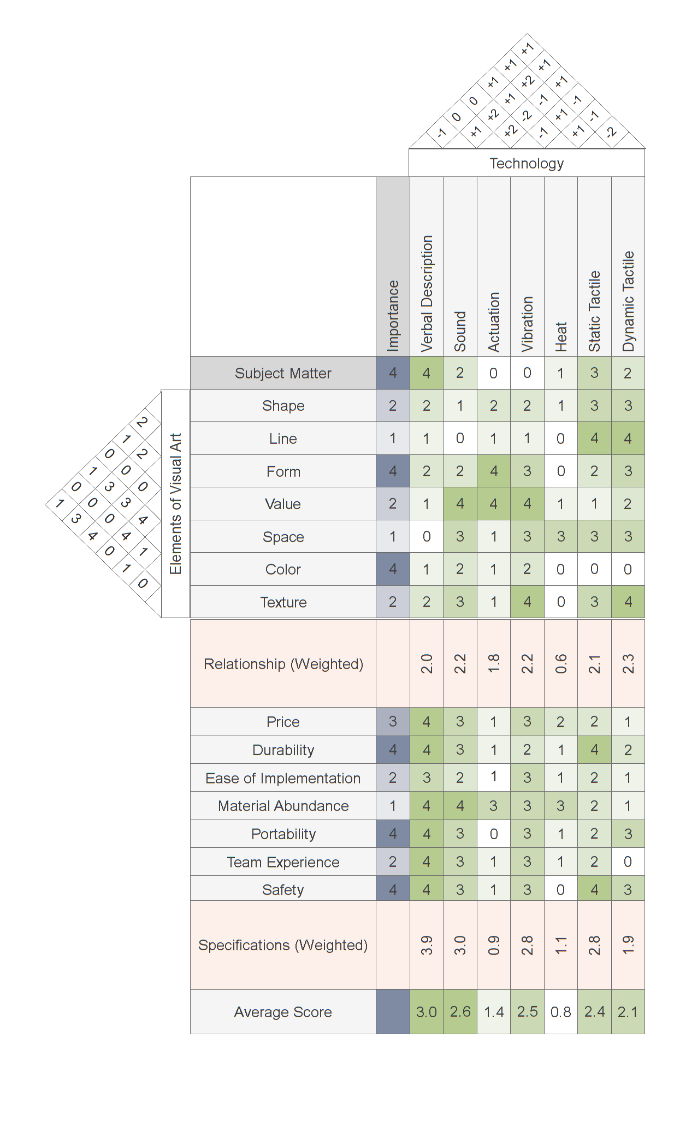 +1
+1 +1
+1 +2 +1
0 +1 -1 -1
0 +2 -2 +1 -1
-1 +1 +2 -1 +1 -2
Technology
Importance
Verbal Description
Sound
Actuation
Vibration
Heat
Static Tactile
Dynamic Tactile
Subject Matter 4 4 2 0 0 1 3 2
Elements of Visual Art
2
1
0 2
1 0
0 3 0
1 0 3
3 0 4
4 4
0 1
1
0
Shape 2 2 1 2 2 1 3 3
Line 1 1 0 1 1 0 4 4
Form 4 2 2 4 3 0 2 3
Value 2 1 4 4 4 1 1 2
Space 1 0 3 1 3 3 3 3
Color 4 1 2 1 2 0 0 0
Texture 2 2 3 1 4 0 3 4
Relationship (Weighted) 2.0 2.2 1.8 2.2 0.6 2.1 2.3
Price 3 4 3 1 3 2 2 1
Durability 4 4 3 1 2 1 4 2
Ease of Implementation 2 3 2 1 3 1 2 1
Material Abundance 1 4 4 3 3 3 2 1
Portability 4 4 3 0 3 1 2 3
Team Experience 2 4 3 1 3 1 2 0
Safety 4 4 3 1 3 0 4 3
Specifications (Weighted) 3.9 3.0 0.9 2.8 1.1 2.8 1.9
Average Score 3.0 2.6 1.4 2.5 0.8 2.4 2.1